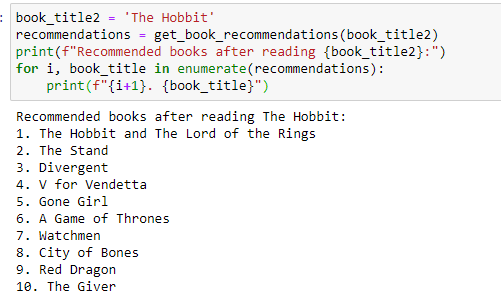 :
book_title2 = 'The Hobbit'
recommendations = get_book_recommendations(book_title2)
print(f"Recommended books after reading {book_title2}:")
for i, book_title in enumerate(recommendations):
    print(f"{i+1}. {book_title}")
Recommended books after reading The Hobbit:
1. The Hobbit and The Lord of the Rings
2. The Stand
3. Divergent
4. V for Vendetta
5. Gone Girl
6. A Game of Thrones
7. Watchmen
8. City of Bones
9. Red Dragon
10. The Giver